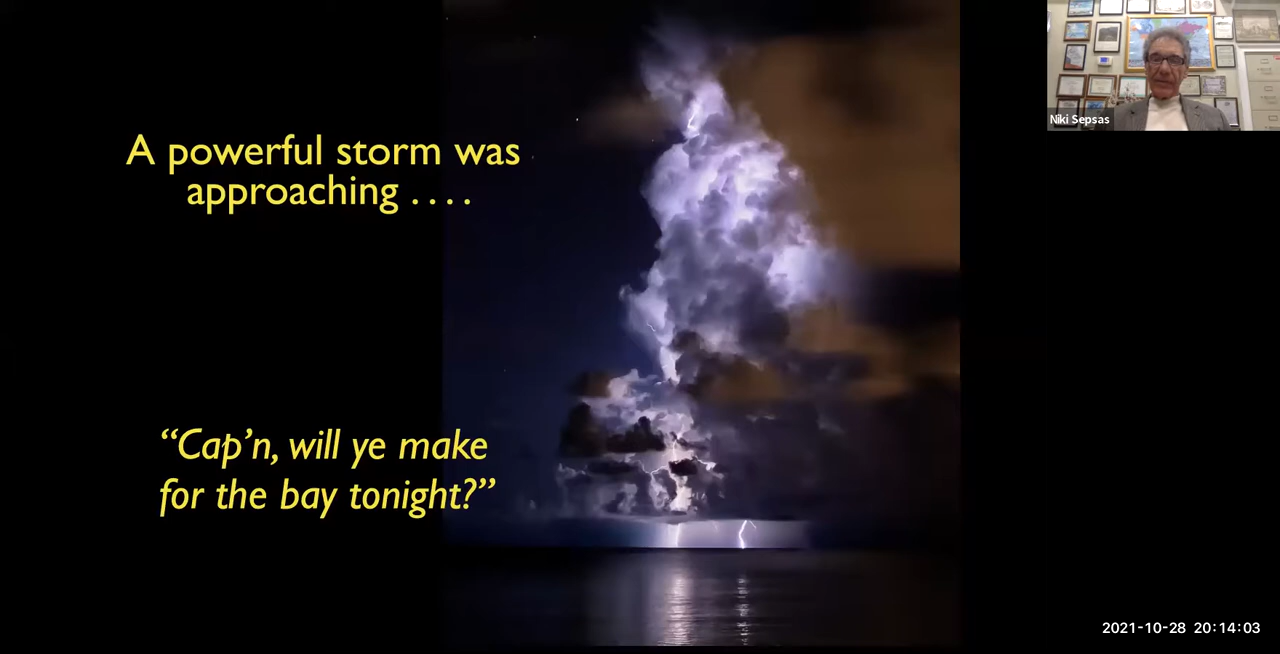 A powerful storm was
approaching . . . .
“Cap’n, will ye make
for the bay tonight?”
Niki Sepsas
2021-10-28 20:14:03